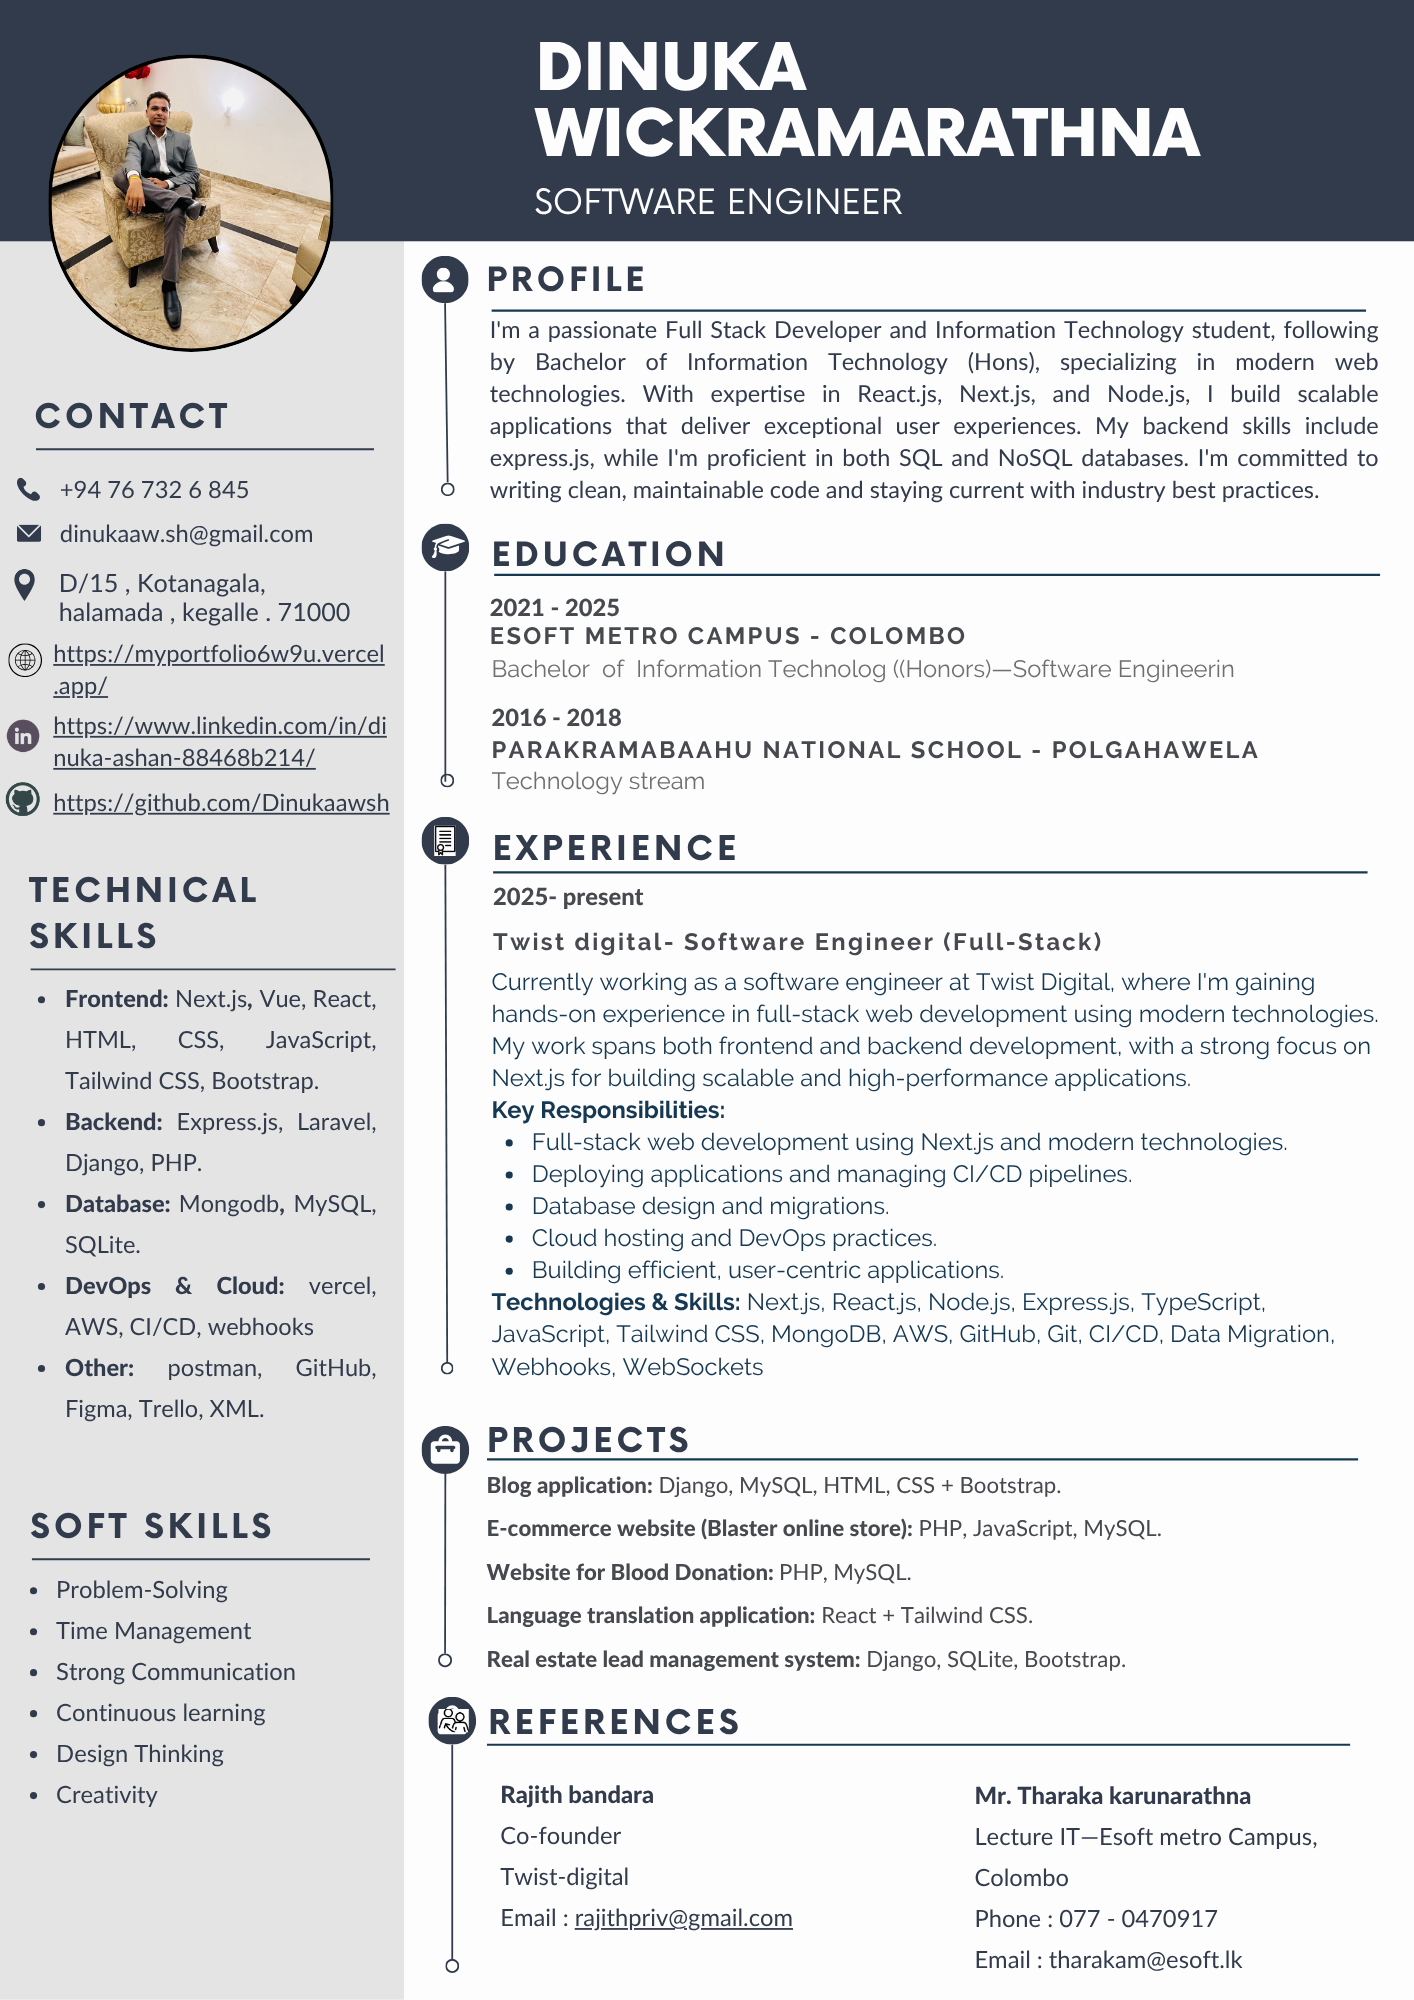 DINUKA
WICKRAMARATHNA
SOFTWARE ENGINEER
CONTACT
+94 76 732 6 845
dinukaaw.sh@gmail.com
D/15 , Kotanagala,
halamada , kegalle . 71000
https://myportfolio6w9u.vercel
.app/
https://www.linkedin.com/in/di
nuka-ashan-88468b214/
https://github.com/Dinukaawsh
TECHNICAL
SKILLS
• Frontend: Next.js, Vue, React,
HTML, CSS, JavaScript,
Tailwind CSS, Bootstrap.
• Backend: Express.js, Laravel,
Django, PHP.
• Database: Mongodb, MySQL,
SQLite.
• DevOps & Cloud: vercel,
AWS, CI/CD, webhooks
• Other: postman, GitHub,
Figma, Trello, XML.
SOFT SKILLS
• Problem-Solving
• Time Management
• Strong Communication
• Continuous learning
• Design Thinking
• Creativity
PROFILE
I'm a passionate Full Stack Developer and Information Technology student, following
by Bachelor of Information Technology (Hons), specializing in modern web
technologies. With expertise in React.js, Next.js, and Node.js, I build scalable
applications that deliver exceptional user experiences. My backend skills include
express.js, while I'm proficient in both SQL and NoSQL databases. I'm committed to
writing clean, maintainable code and staying current with industry best practices.
EDUCATION
2021 - 2025
ESOFT METRO CAMPUS - COLOMBO
Bachelor of Information Technolog ((Honors)—Software Engineerin
2016 - 2018
PARAKRAMABAAHU NATIONAL SCHOOL - POLGAHAWELA
Technology stream
EXPERIENCE
2025- present
Twist digital- Software Engineer (Full-Stack)
Currently working as a software engineer at Twist Digital, where I'm gaining
hands-on experience in full-stack web development using modern technologies.
My work spans both frontend and backend development, with a strong focus on
Next.js for building scalable and high-performance applications.
Key Responsibilities:
• Full-stack web development using Next.js and modern technologies.
• Deploying applications and managing CI/CD pipelines.
• Database design and migrations.
• Cloud hosting and DevOps practices.
• Building efficient, user-centric applications.
Technologies & Skills: Next.js, React.js, Node.js, Express.js, TypeScript,
JavaScript, Tailwind CSS, MongoDB, AWS, GitHub, Git, CI/CD, Data Migration,
Webhooks, WebSockets
PROJECTS
Blog application: Django, MySQL, HTML, CSS + Bootstrap.
E-commerce website (Blaster online store): PHP, JavaScript, MySQL.
Website for Blood Donation: PHP, MySQL.
Language translation application: React + Tailwind CSS.
Real estate lead management system: Django, SQLite, Bootstrap.
REFERENCES
Rajith bandara
Co-founder
Twist-digital
Email : rajithpriv@gmail.com
Mr. Tharaka karunarathna
Lecture IT—Esoft metro Campus,
Colombo
Phone : 077 - 0470917
Email : tharakam@esoft.lk